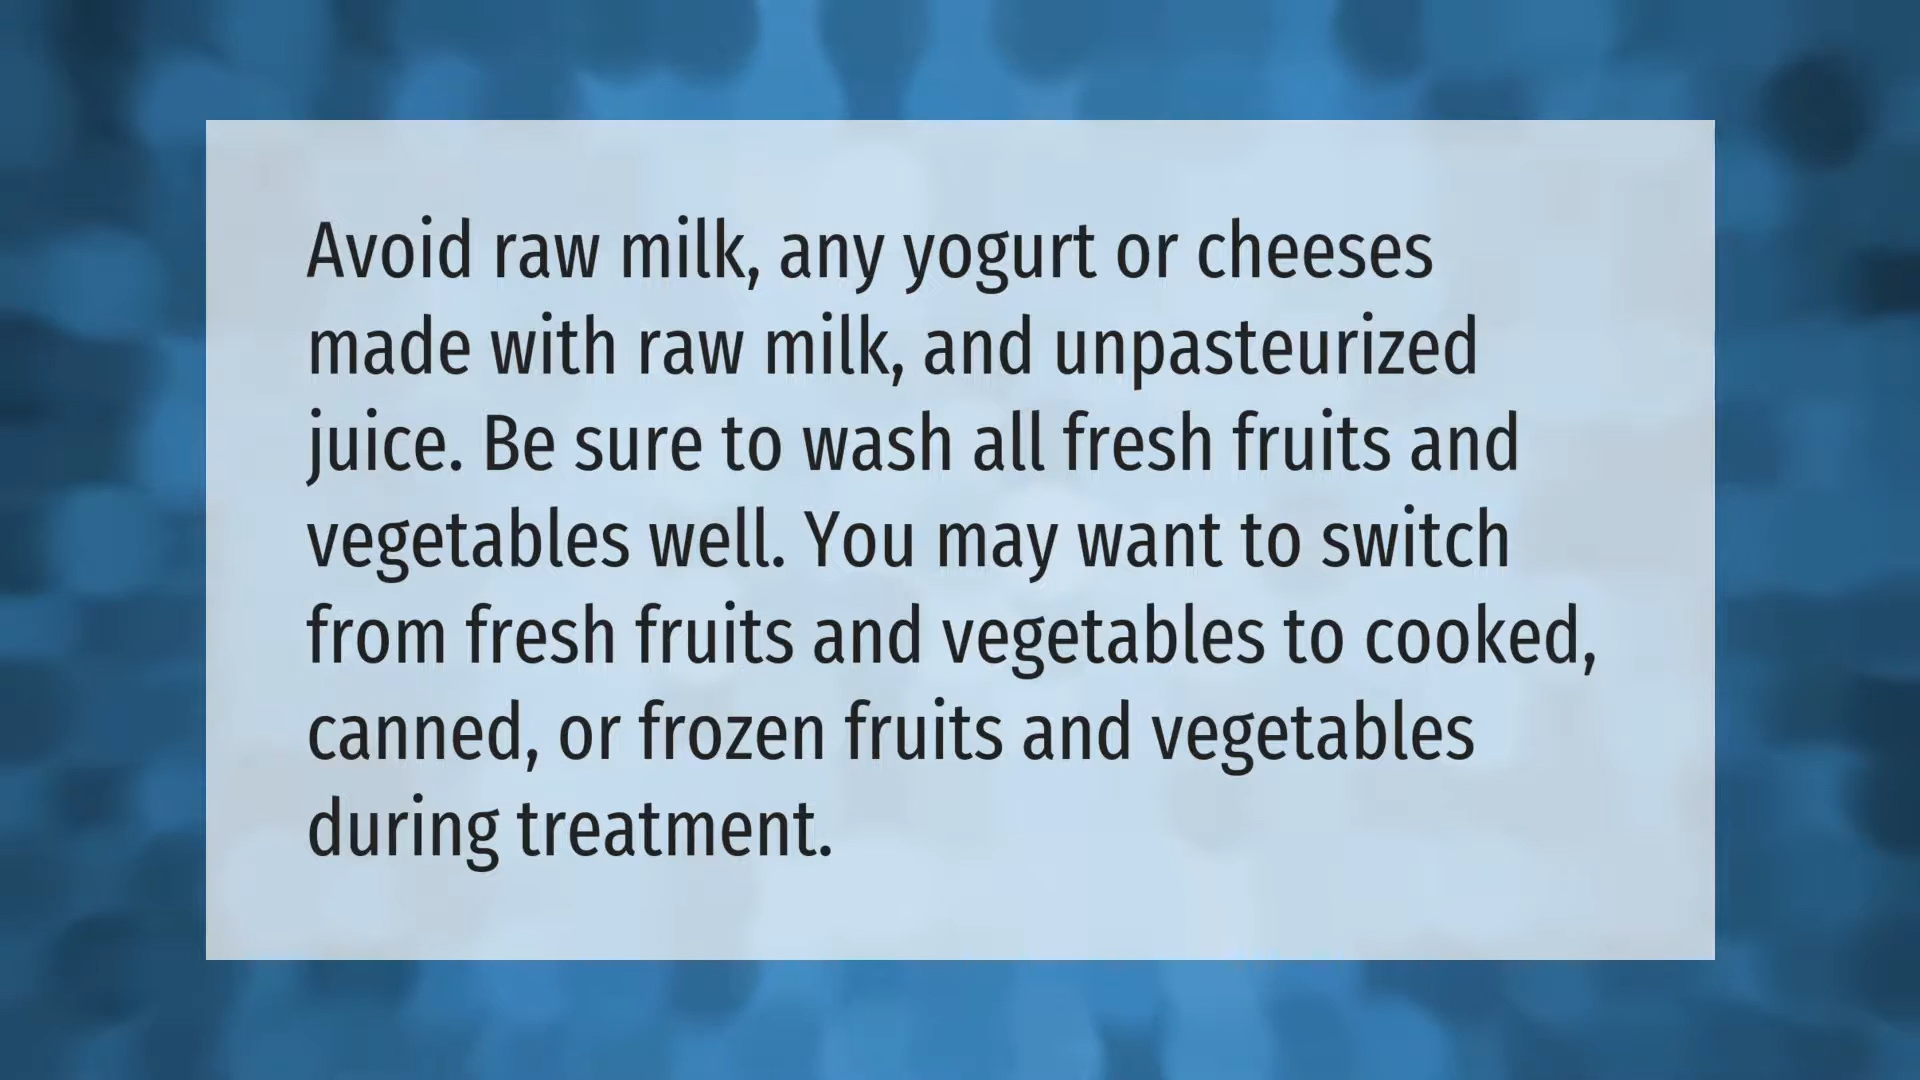 Avoid raw milk, any yogurt or cheeses
made with raw milk, and unpasteurized
juice. Be sure to wash all fresh fruits and
vegetables well. You may want to switch
from fresh fruits and vegetables to cooked,
canned, or frozen fruits and vegetables
during treatment.